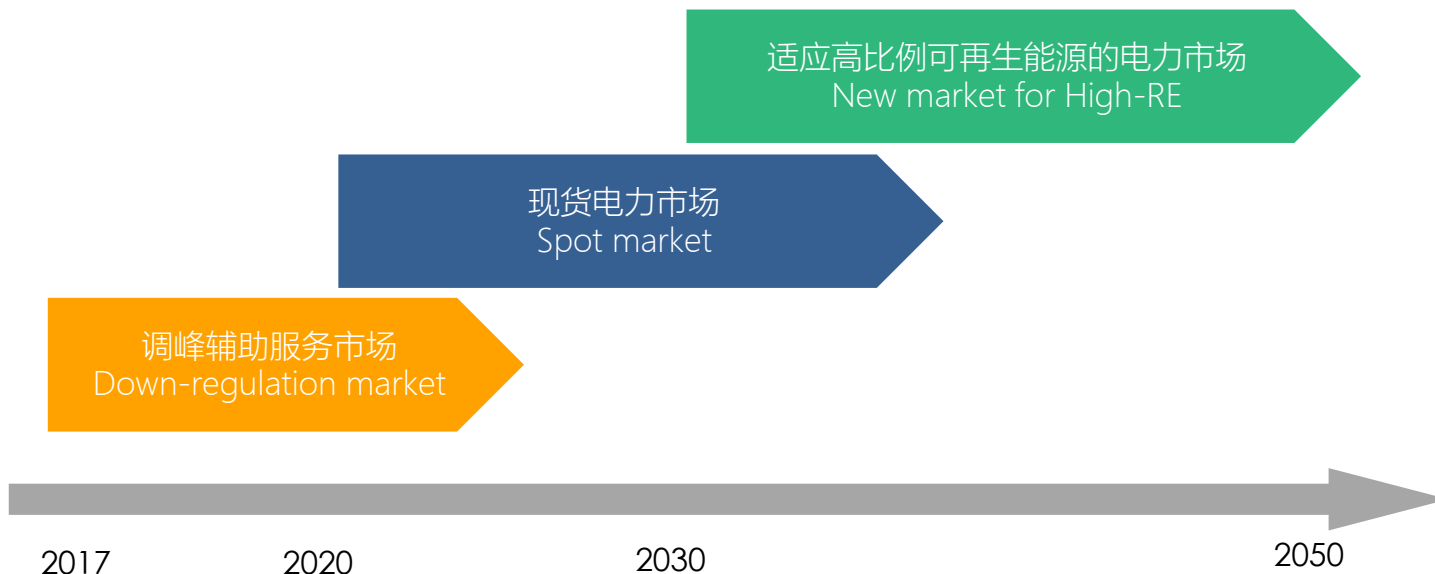 适应高比例可再生能源的电力市场
New market for High-RE
现货电力市场
Spot market
调峰辅助服务市场
Down-regulation market
2017
2020
2030
2050